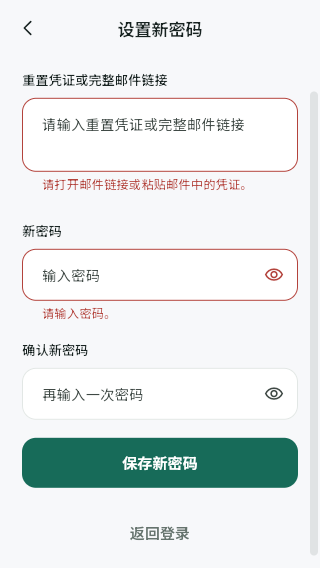 设置新密码
重置凭证或完整邮件链接
请输入重置凭证或完整邮件链接
请打开邮件链接或粘贴邮件中的凭证。
新密码
输入密码
请输入密码。
确认新密码
再输入一次密码
保存新密码
返回登录